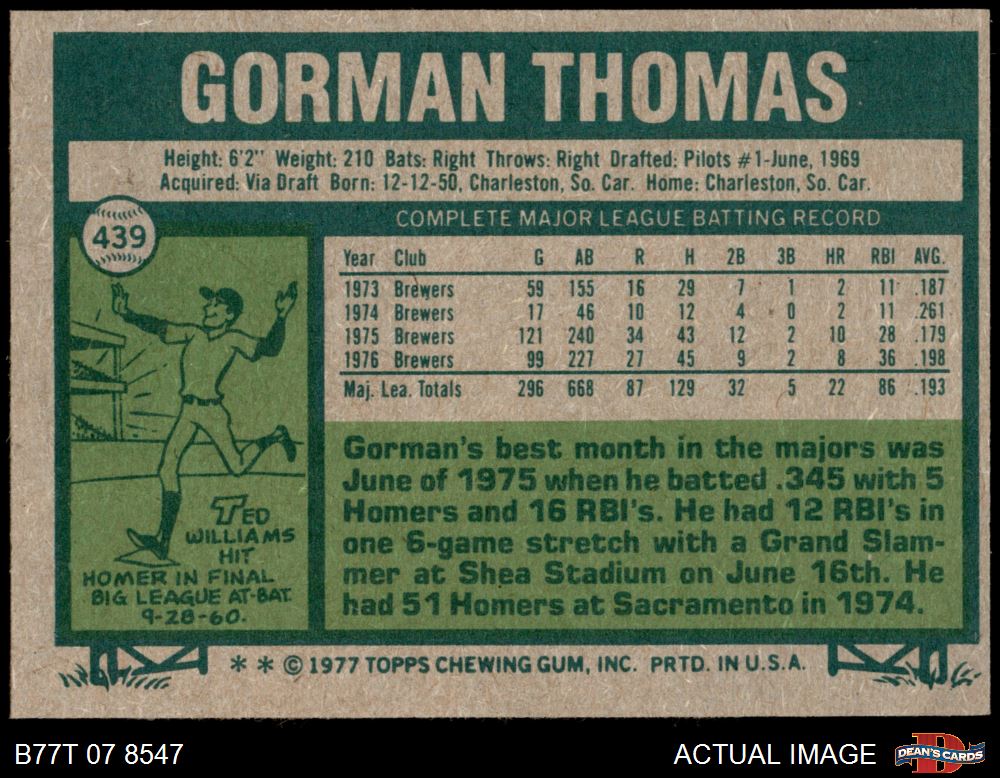 GORMAN THOMAS
Height: 6'2" Weight: 210 Bats: Right Throws: Right Drafted: Pilots #1-June, 1969
Acquired: Via Draft Born: 12-12-50, Charleston, So. Car. Home: Charleston, So. Car.
439
COMPLETE MAJOR LEAGUE BATTING RECORD
Year Club G AB R H 2B 3B HR RBI AVG.
1973 Brewers 59 155 16 29 7 1 2 11 .187
1974 Brewers 17 46 10 12 4 0 2 11 .261
1975 Brewers 121 240 34 43 12 2 10 28 .179
1976 Brewers 99 227 27 45 9 2 8 36 .198
Maj. Lea. Totals 296 668 87 129 32 5 22 86 .193
TED
WILLIAMS
HIT
HOMER IN FINAL
BIG LEAGUE AT-BAT.
9-28-60.
Gorman's best month in the majors was
June of 1975 when he batted .345 with 5
Homers and 16 RBI's. He had 12 RBI's in
one 6-game stretch with a Grand Slam-
mer at Shea Stadium on June 16th. He
had 51 Homers at Sacramento in 1974.
* * © 1977 TOPPS CHEWING GUM, INC. PRTD. IN U.S.A.
B77T 07 8547
ACTUAL IMAGE
DEAN'S CARDS